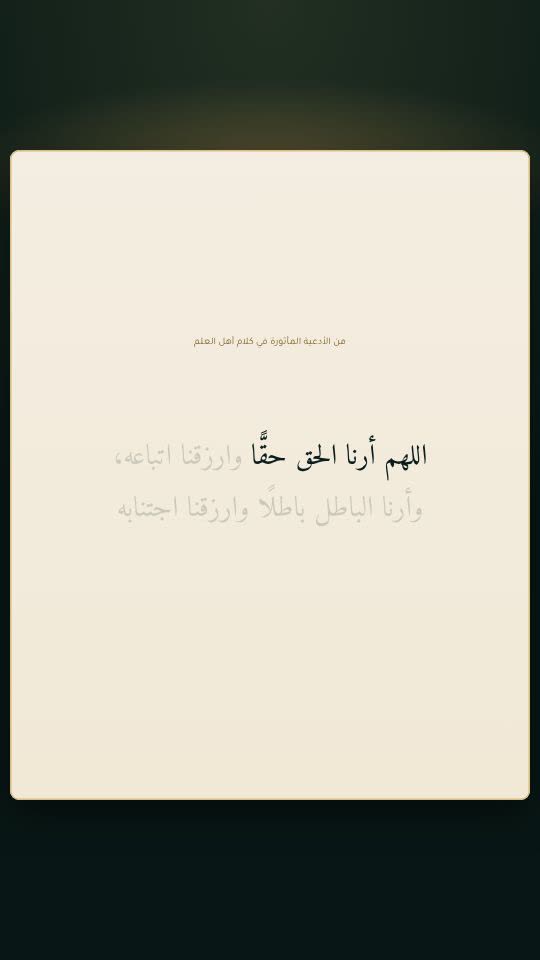 من الأدعية المأثورة في كلام أهل العلم
اللهم أرنا الحق حقًّا وارزقنا اتباعه،
وأرنا الباطل باطلًا وارزقنا اجتنابه